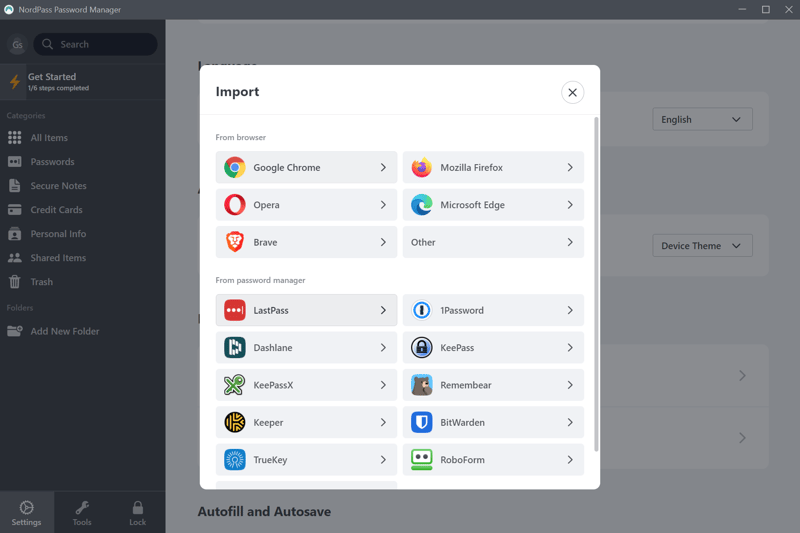 NordPass Password Manager
Gs
Search
Get Started
1/6 steps completed
Categories
All Items
Passwords
Secure Notes
Credit Cards
Personal Info
Shared Items
Trash
Folders
Add New Folder
Settings
Tools
Lock
Import
From browser
Google Chrome
Mozilla Firefox
Opera
Microsoft Edge
Brave
Other
From password manager
LastPass
1Password
Dashlane
KeePass
KeePassX
Remembear
Keeper
BitWarden
TrueKey
RoboForm
English
Device Theme
Autofill and Autosave